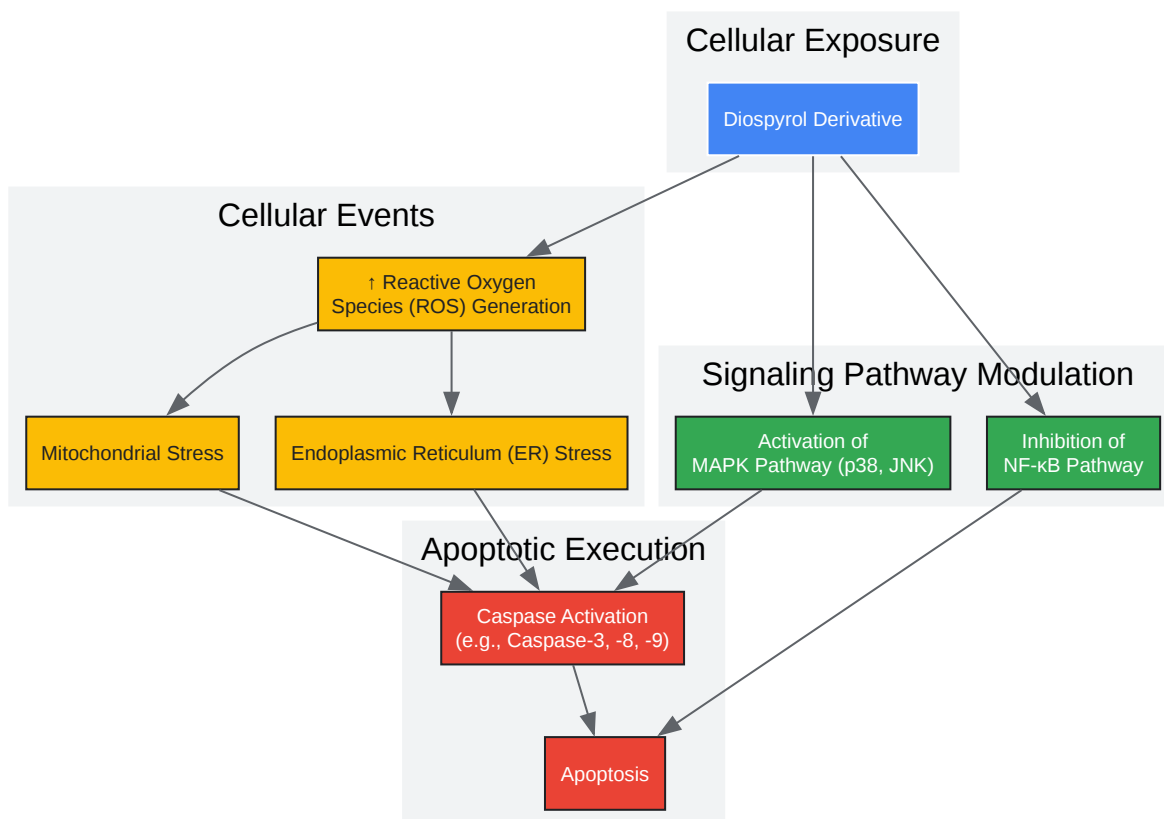 Cellular Exposure
Diospyrol Derivative
Cellular Events
↑ Reactive Oxygen
Species (ROS) Generation
Mitochondrial Stress
Endoplasmic Reticulum (ER) Stress
Signaling Pathway Modulation
Activation of
MAPK Pathway (p38, JNK)
Inhibition of
NF-κB Pathway
Apoptotic Execution
Caspase Activation
(e.g., Caspase-3, -8, -9)
Apoptosis